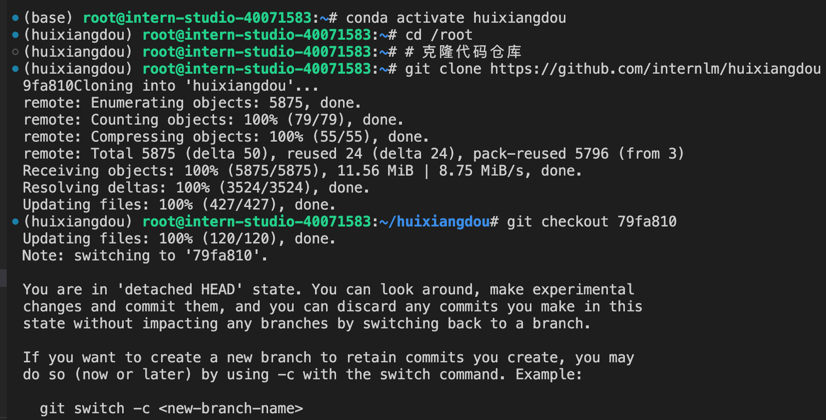 (base) root@intern-studio-40071583:~# conda activate huixiangdou
(huixiangdou) root@intern-studio-40071583:~# cd /root
(huixiangdou) root@intern-studio-40071583:~# # 克隆代码仓库
(huixiangdou) root@intern-studio-40071583:~# git clone https://github.com/internlm/huixiangdou
9fa810Cloning into 'huixiangdou'...
remote: Enumerating objects: 5875, done.
remote: Counting objects: 100% (79/79), done.
remote: Compressing objects: 100% (55/55), done.
remote: Total 5875 (delta 50), reused 24 (delta 24), pack-reused 5796 (from 3)
Receiving objects: 100% (5875/5875), 11.56 MiB | 8.75 MiB/s, done.
Resolving deltas: 100% (3524/3524), done.
Updating files: 100% (427/427), done.
(huixiangdou) root@intern-studio-40071583:~/huixiangdou# git checkout 79fa810
Updating files: 100% (120/120), done.
Note: switching to '79fa810'.
You are in 'detached HEAD' state. You can look around, make experimental
changes and commit them, and you can discard any commits you make in this
state without impacting any branches by switching back to a branch.
If you want to create a new branch to retain commits you create, you may
do so (now or later) by using -c with the switch command. Example:
git switch -c <new-branch-name>